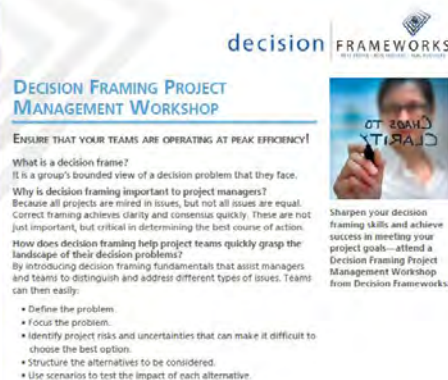 decision FRAMEWORKS
DECISION FRAMING PROJECT
MANAGEMENT WORKSHOP
ENSURE THAT YOUR TEAMS ARE OPERATING AT PEAK EFFICIENCY!
What is a decision frame?
It is a group's bounded view of a decision problem that they face.
Why is decision framing important to project managers?
Because all projects are mired in issues, but not all issues are equal.
Correct framing achieves clarity and consensus quickly. These are not
just important, but critical in determining the best course of action.
How does decision framing help project teams quickly grasp the
landscape of their decision problems?
By introducing decision framing fundamentals that assist managers
and teams to distinguish and address different types of issues. Teams
can then easily:
• Define the problem.
• Focus the problem.
• Identify project risks and uncertainties that can make it difficult to
choose the best option.
• Structure the alternatives to be considered.
• Use scenarios to test the impact of each alternative.
CHAOS TO
CLARITY
Sharpen your decision
framing skills and achieve
success in meeting your
project goals—attend a
Decision Framing Project
Management Workshop
from Decision Frameworks.